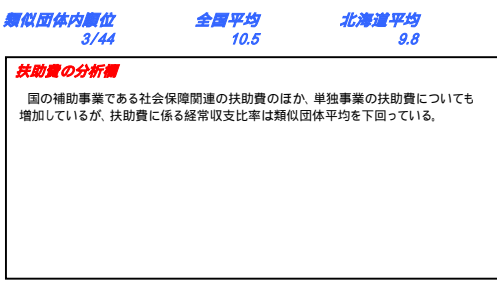 類似団体内順位 全国平均 北海道平均
3/44 10.5 9.8
扶助費の分析欄
国の補助事業である社会保障関連の扶助費のほか、単独事業の扶助費についても
増加しているが、扶助費に係る経常収支比率は類似団体平均を下回っている。